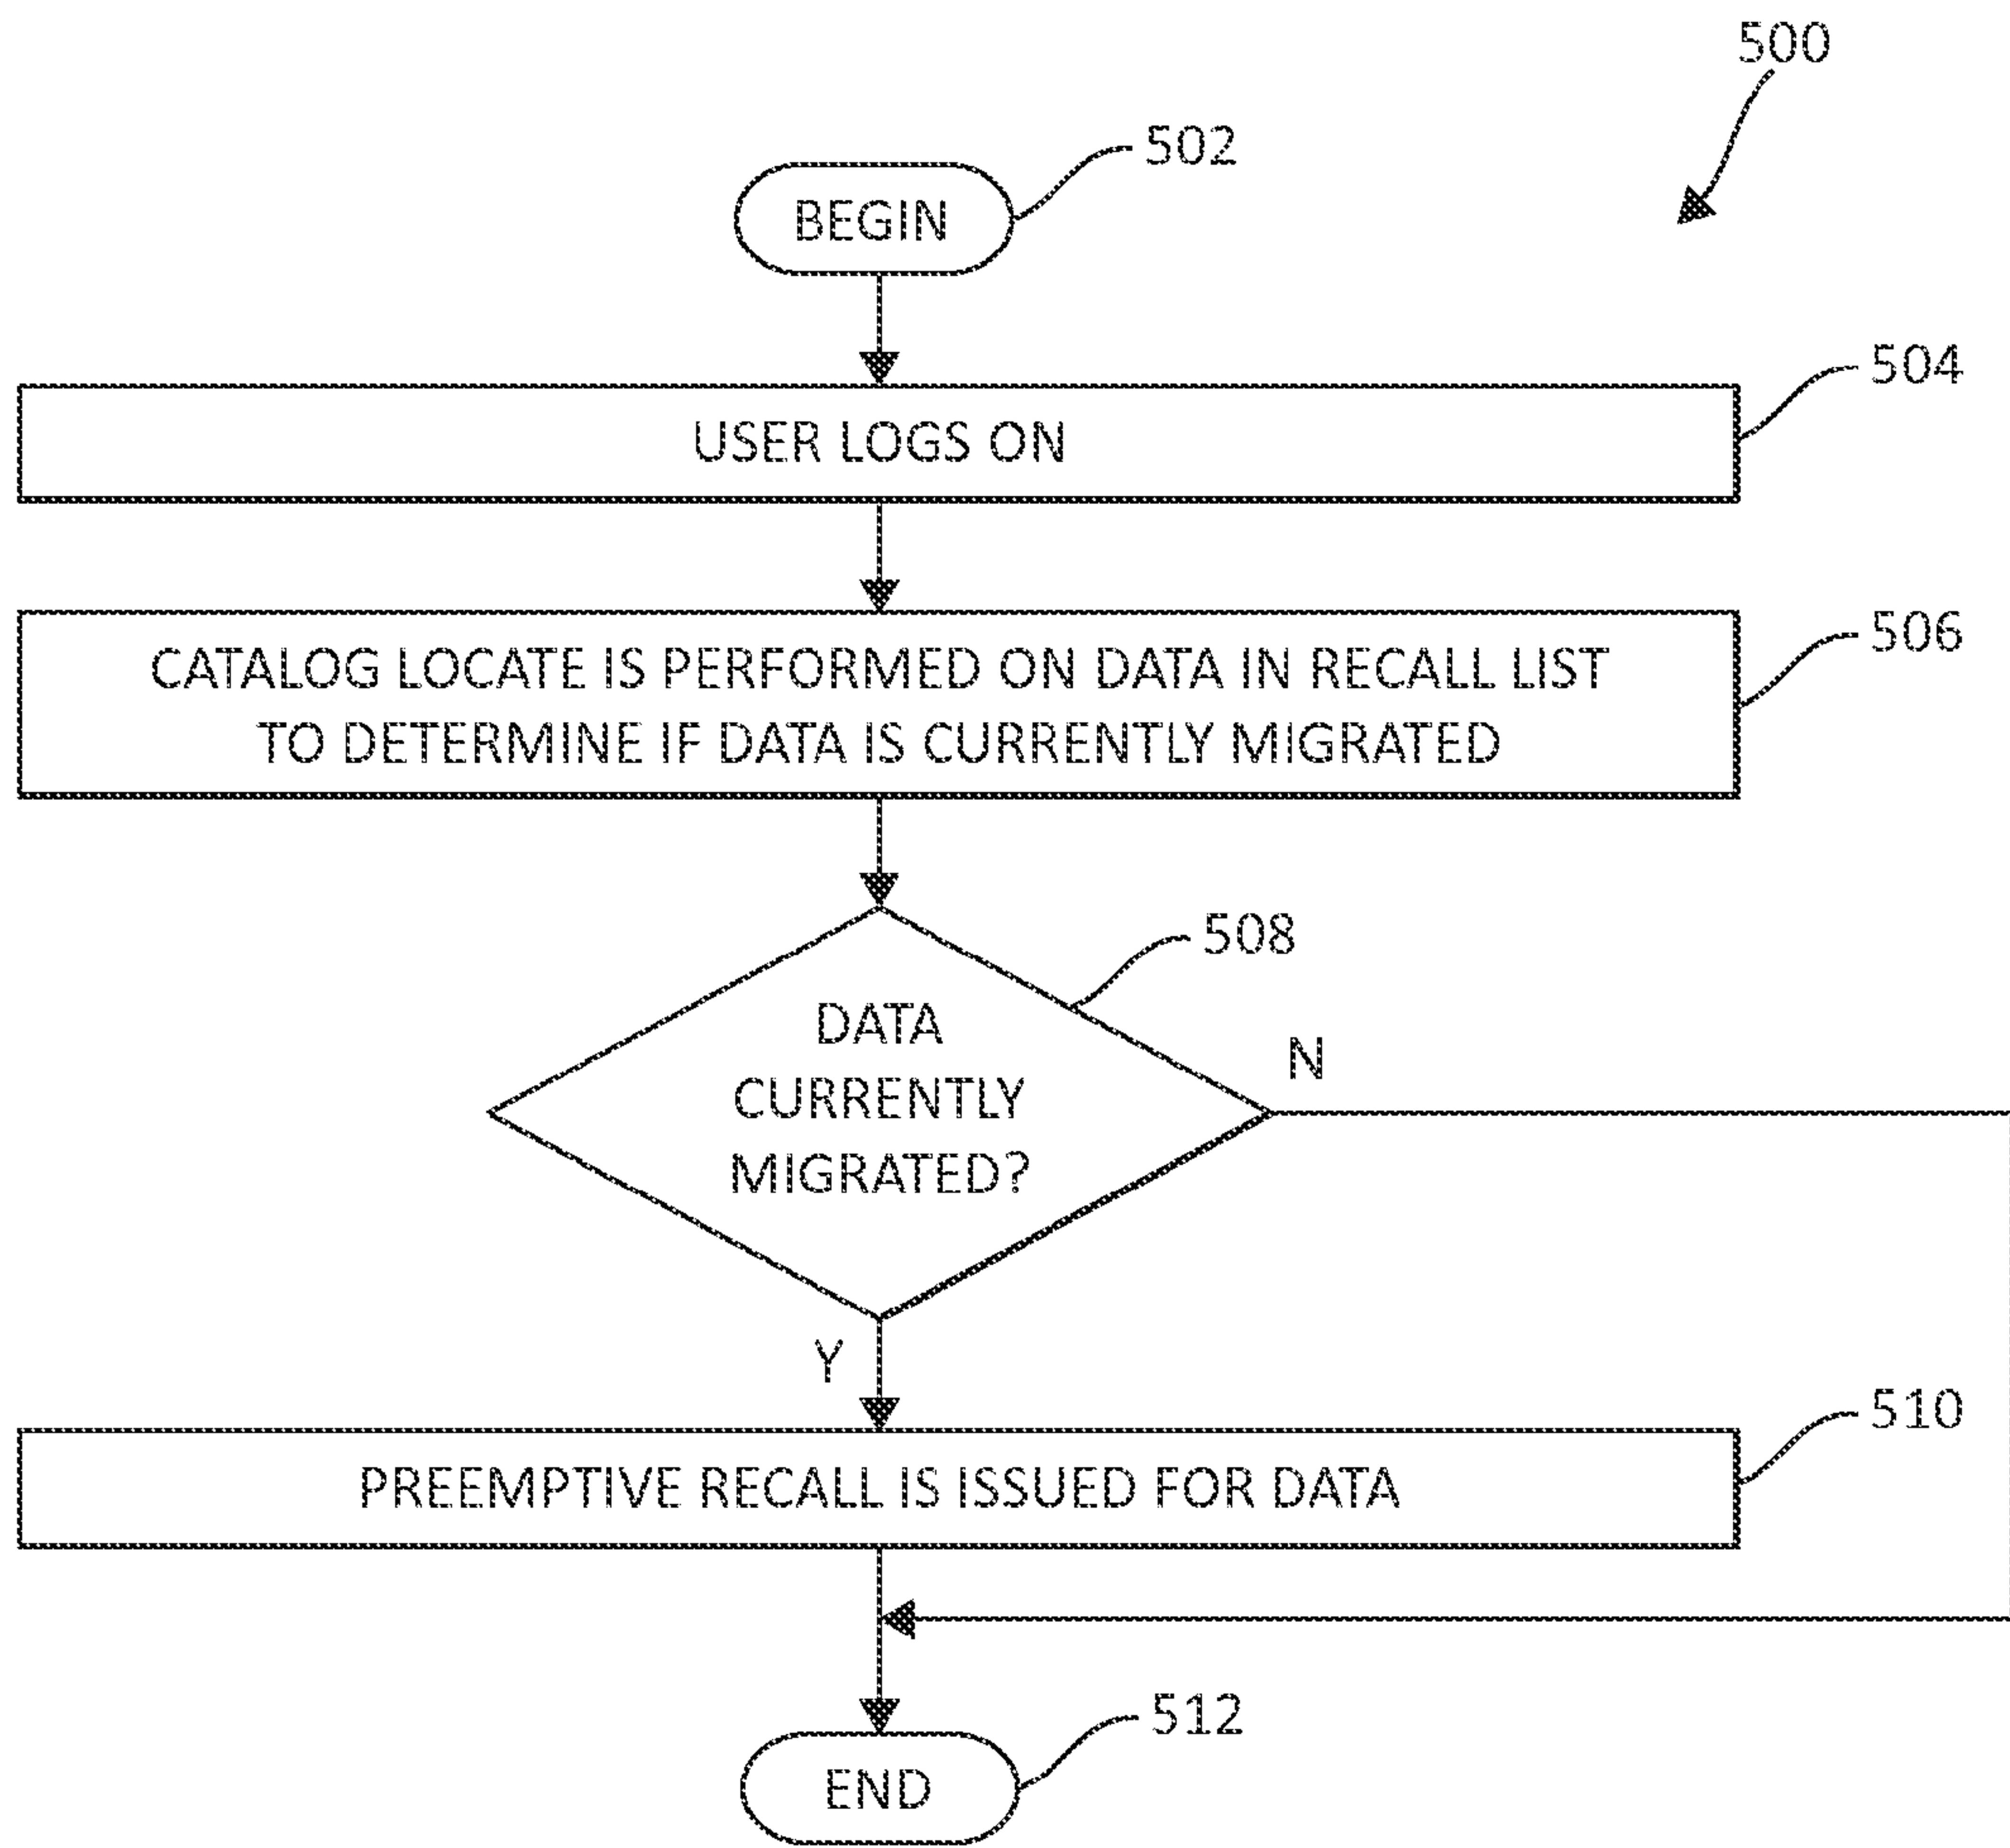 500
502
BEGIN
504
USER LOGS ON
506
CATALOG LOCATE IS PERFORMED ON DATA IN RECALL LIST
TO DETERMINE IF DATA IS CURRENTLY MIGRATED
508
DATA
CURRENTLY
MIGRATED?
N
Y
510
PREEMPTIVE RECALL IS ISSUED FOR DATA
512
END